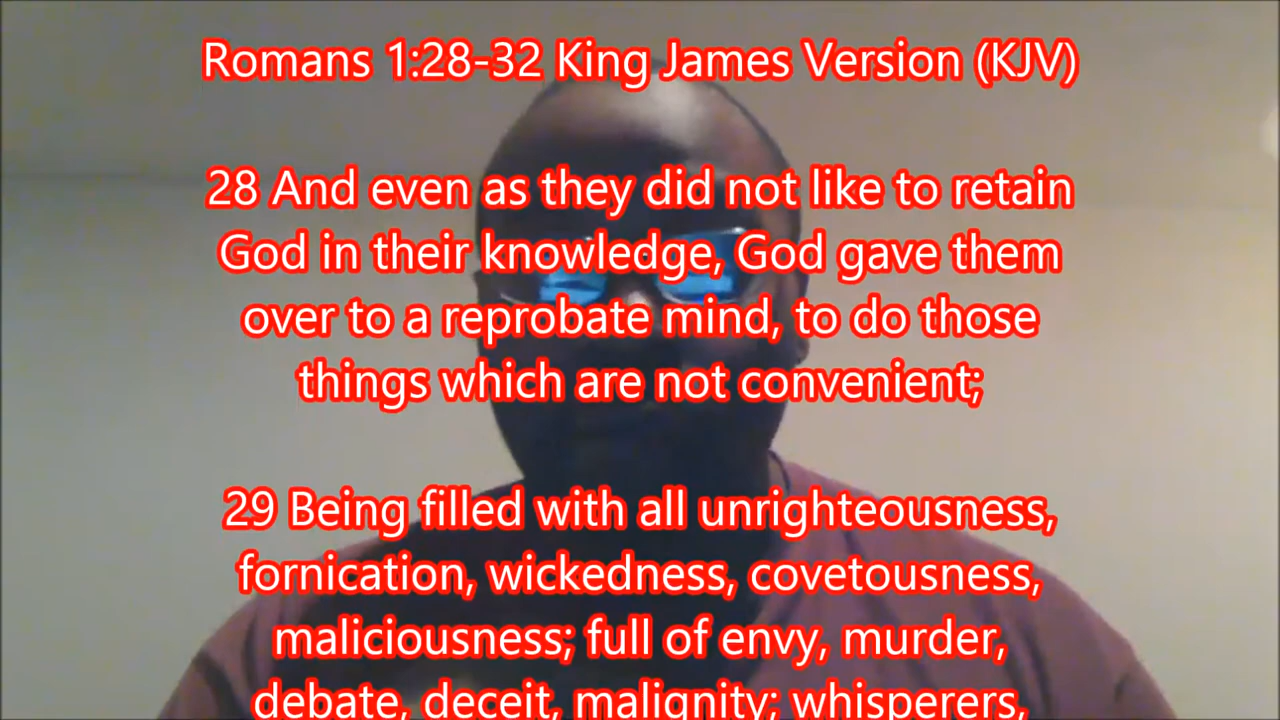 Romans 1:28-32 King James Version (KJV)
28 And even as they did not like to retain
God in their knowledge, God gave them
over to a reprobate mind, to do those
things which are not convenient;
29 Being filled with all unrighteousness,
fornication, wickedness, covetousness,
maliciousness; full of envy, murder,
debate, deceit, malignity; whisperers,